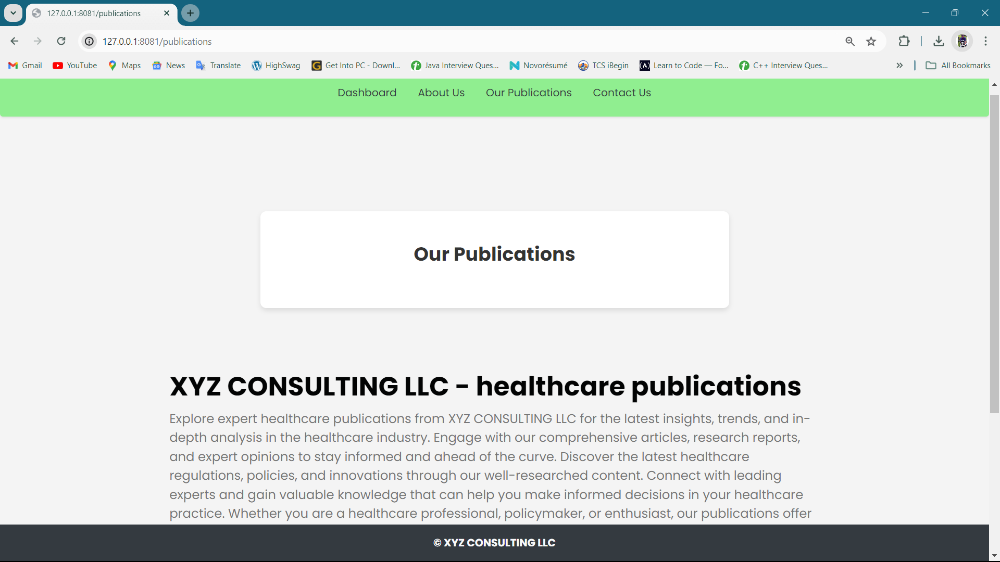 127.0.0.1:8081/publications
127.0.0.1:8081/publications
Gmail YouTube Maps News Translate HighSwag Get Into PC - Downl... Java Interview Ques... Novorésumé TCS iBegin Learn to Code — Fo... C++ Interview Ques... All Bookmarks
Dashboard About Us Our Publications Contact Us
Our Publications
XYZ CONSULTING LLC - healthcare publications
Explore expert healthcare publications from XYZ CONSULTING LLC for the latest insights, trends, and in-
depth analysis in the healthcare industry. Engage with our comprehensive articles, research reports,
and expert opinions to stay informed and ahead of the curve. Discover the latest healthcare
regulations, policies, and innovations through our well-researched content. Connect with leading
experts and gain valuable knowledge that can help you make informed decisions in your healthcare
practice. Whether you are a healthcare professional, policymaker, or enthusiast, our publications offer
© XYZ CONSULTING LLC